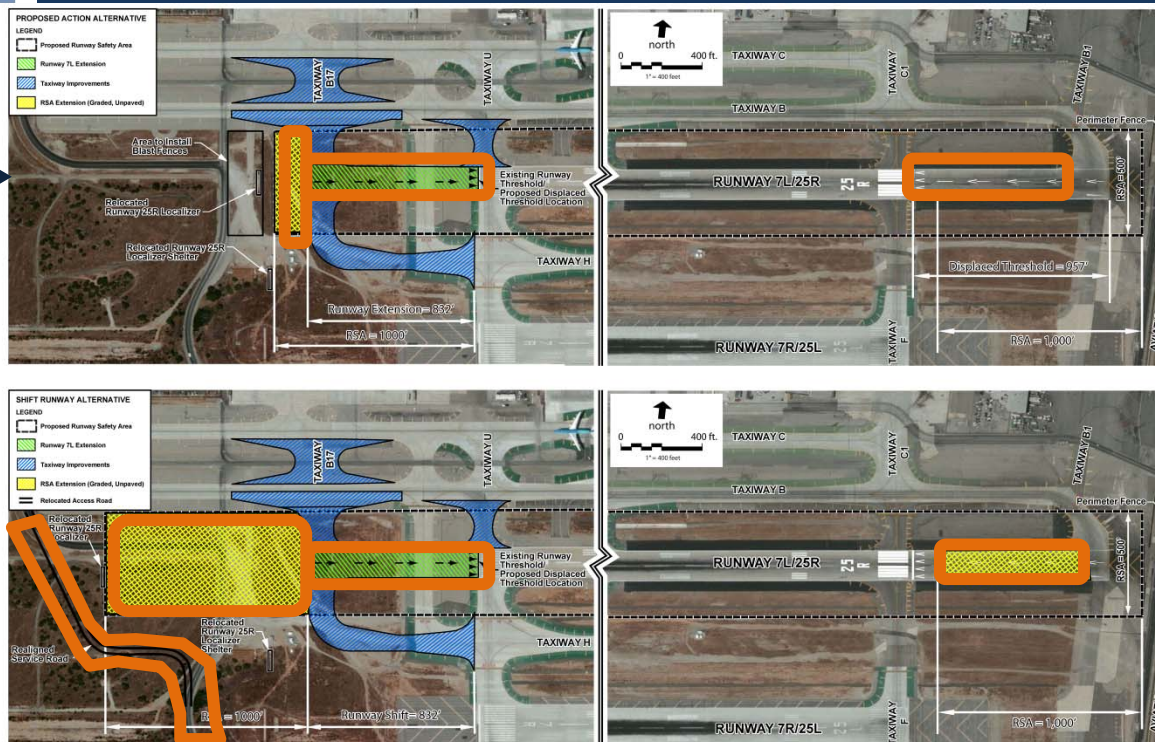 PROPOSED ACTION ALTERNATIVE
LEGEND
Proposed Runway Safety Area
Runway 7L Extension
Taxiway Improvements
RSA Extension (Graded, Unpaved)
TAXIWAY
B17
TAXIWAY U
Area to Install
Blast Fences
Relocated
Runway 25R Localizer
Relocated Runway 25R
Localizer Shelter
Existing Runway
Threshold/
Proposed Displaced
Threshold Location
TAXIWAY H
Runway Extension= 832'
RSA = 1000'
north
0 400 ft.
1" = 400 feet
TAXIWAY C
TAXIWAY
C1
TAXIWAY B
TAXIWAY B1
Perimeter Fence
RUNWAY 7L/25R
25
R
RSA = 500'
Displaced Threshold = 957'
RSA = 1,000'
TAXIWAY
F
RUNWAY 7R/25L
25
SHIFT RUNWAY ALTERNATIVE
LEGEND
Proposed Runway Safety Area
Runway 7L Extension
Taxiway Improvements
RSA Extension (Graded, Unpaved)
Relocated Access Road
TAXIWAY
B17
TAXIWAY U
Relocated
Runway 25R
Localizer
Existing Runway
Threshold/
Proposed Displaced
Threshold Location
Relocated
Runway 25R
Localizer
Shelter
Realigned
Service Road
TAXIWAY H
= 1000'
Runway Shift= 832'
north
0 400 ft.
1" = 400 feet
TAXIWAY C
TAXIWAY
C1
TAXIWAY B
TAXIWAY B1
Perimeter Fence
RUNWAY 7L/25R
25
R
RSA = 500'
RSA = 1,000'
TAXIWAY
F
RUNWAY 7R/25L
25